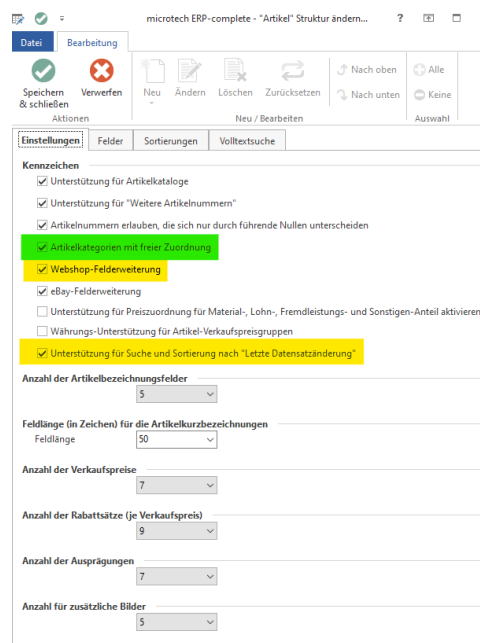 microtech ERP-complete - "Artikel" Struktur ändern...
Datei Bearbeitung
Speichern & schließen
Verwerfen
Neu
Ändern
Löschen
Zurücksetzen
Nach oben
Nach unten
Alle
Keine
Aktionen
Neu / Bearbeiten
Auswahl
Einstellungen Felder Sortierungen Volltextsuche
Kennzeichen
Unterstützung für Artikelkataloge
Unterstützung für "Weitere Artikelnummern"
Artikelnummern erlauben, die sich nur durch führende Nullen unterscheiden
Artikelkategorien mit freier Zuordnung
Webshop-Felderweiterung
eBay-Felderweiterung
Unterstützung für Preiszuordnung für Material-, Lohn-, Fremdleistungs- und Sonstigen-Anteil aktivieren
Währungs-Unterstützung für Artikel-Verkaufspreisgruppen
Unterstützung für Suche und Sortierung nach "Letzte Datensatzänderung"
Anzahl der Artikelbezeichnungsfelder
5
Feldlänge (in Zeichen) für die Artikelkurzbezeichnungen
Feldlänge 50
Anzahl der Verkaufspreise
7
Anzahl der Rabattsätze (je Verkaufspreis)
9
Anzahl der Ausprägungen
7
Anzahl für zusätzliche Bilder
5